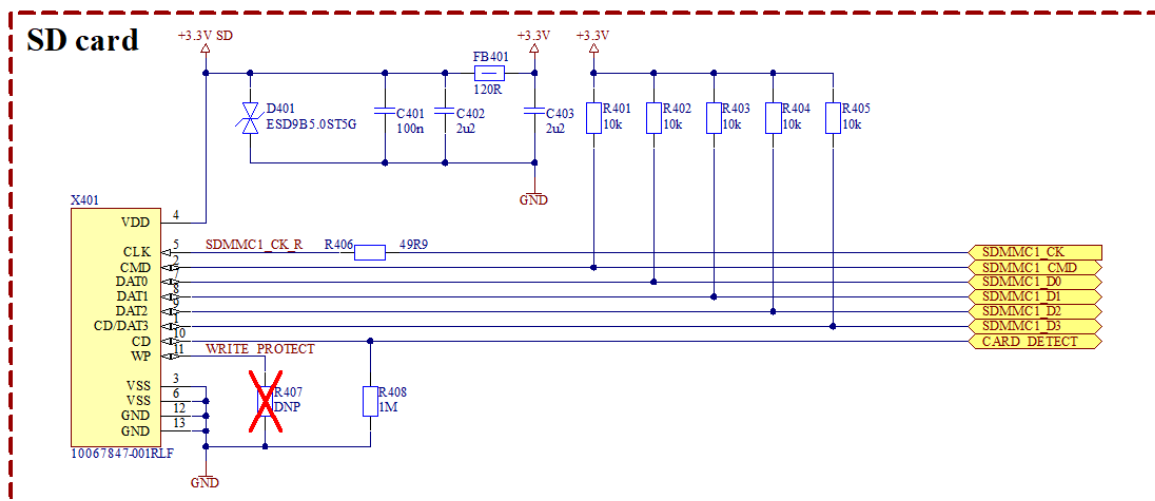 SD card
+3.3V SD
+3.3V
+3.3V
FB401
120R
D401
ESD9B5.0ST5G
C401
100n
C402
2u2
C403
2u2
R401
10k
R402
10k
R403
10k
R404
10k
R405
10k
GND
X401
VDD 4
CLK 5 SDMMC1_CK_R R406 49R9 SDMMC1_CK
CMD 2 SDMMC1_CMD
DAT0 7 SDMMC1_D0
DAT1 8 SDMMC1_D1
DAT2 9 SDMMC1_D2
CD/DAT3 1 SDMMC1_D3
CD 10 CARD_DETECT
WP 11 WRITE_PROTECT
VSS 3
VSS 6
GND 12
GND 13
R407
DNP
R408
1M
10067847-001RLF
GND